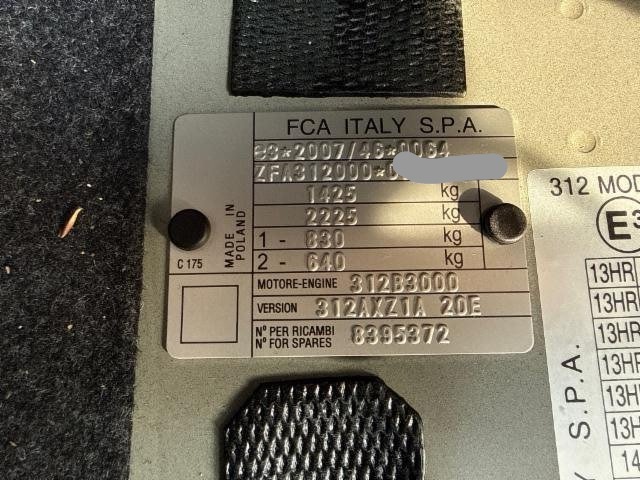 FCA ITALY S.P.A.
e3*2007/46*0064
ZFA312000*
1425 kg
2225 kg
1 - 830 kg
2 - 640 kg
MADE IN
POLAND
C 175
MOTORE-ENGINE 312B3000
VERSION 312AXZ1A 20E
N° PER RICAMBI
N° FOR SPARES 8395372
312 MOD
E3
13HR
13HR
13HR
13HR
13H
13H
14
Y S.P.A.